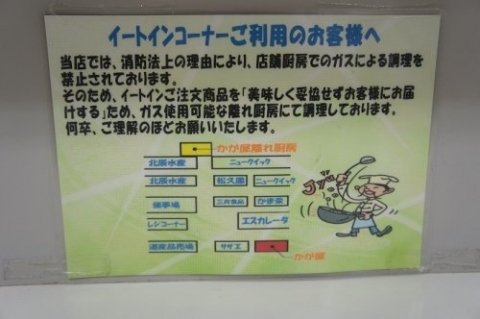 イートインコーナーご利用のお客様へ
当店では、消防法上の理由により、店舗厨房でのガスによる調理を
禁止されております。
そのため、イートインご注文商品を「美味しく妥協せずお客様にお届
けする」ため、ガス使用可能な離れ厨房にて調理しております。
何卒、ご理解のほどお願いいたします。
かが屋離れ厨房
北辰水産 ニュークイック
北辰水産 松久郎 ニュークイック
催事場 三共食品 かま栄
レジコーナー エスカレータ
道産品市場 ササエ かが屋